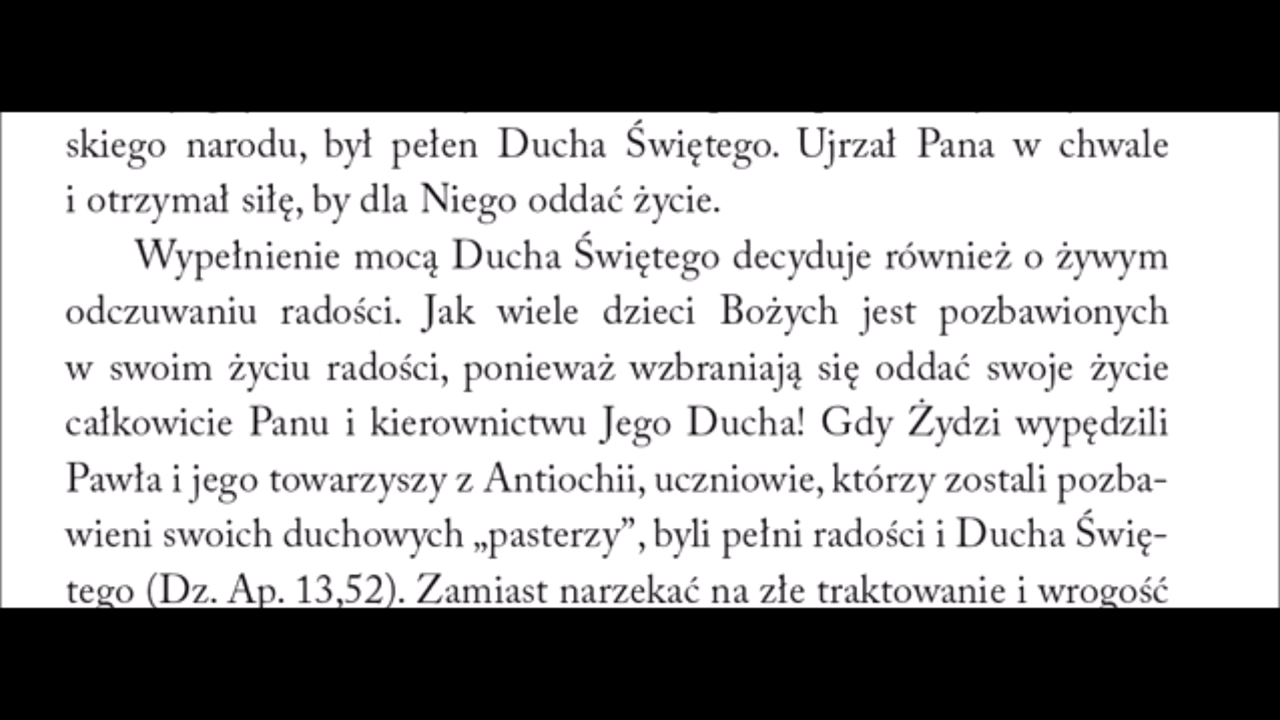 skiego narodu, był pełen Ducha Świętego. Ujrzał Pana w chwale
i otrzymał siłę, by dla Niego oddać życie.
Wypełnienie mocą Ducha Świętego decyduje również o żywym
odczuwaniu radości. Jak wiele dzieci Bożych jest pozbawionych
w swoim życiu radości, ponieważ wzbraniają się oddać swoje życie
całkowicie Panu i kierownictwu Jego Ducha! Gdy Żydzi wypędzili
Pawła i jego towarzyszy z Antiochii, uczniowie, którzy zostali pozba-
wieni swoich duchowych „pasterzy”, byli pełni radości i Ducha Świę-
tego (Dz. Ap. 13,52). Zamiast narzekać na złe traktowanie i wrogość